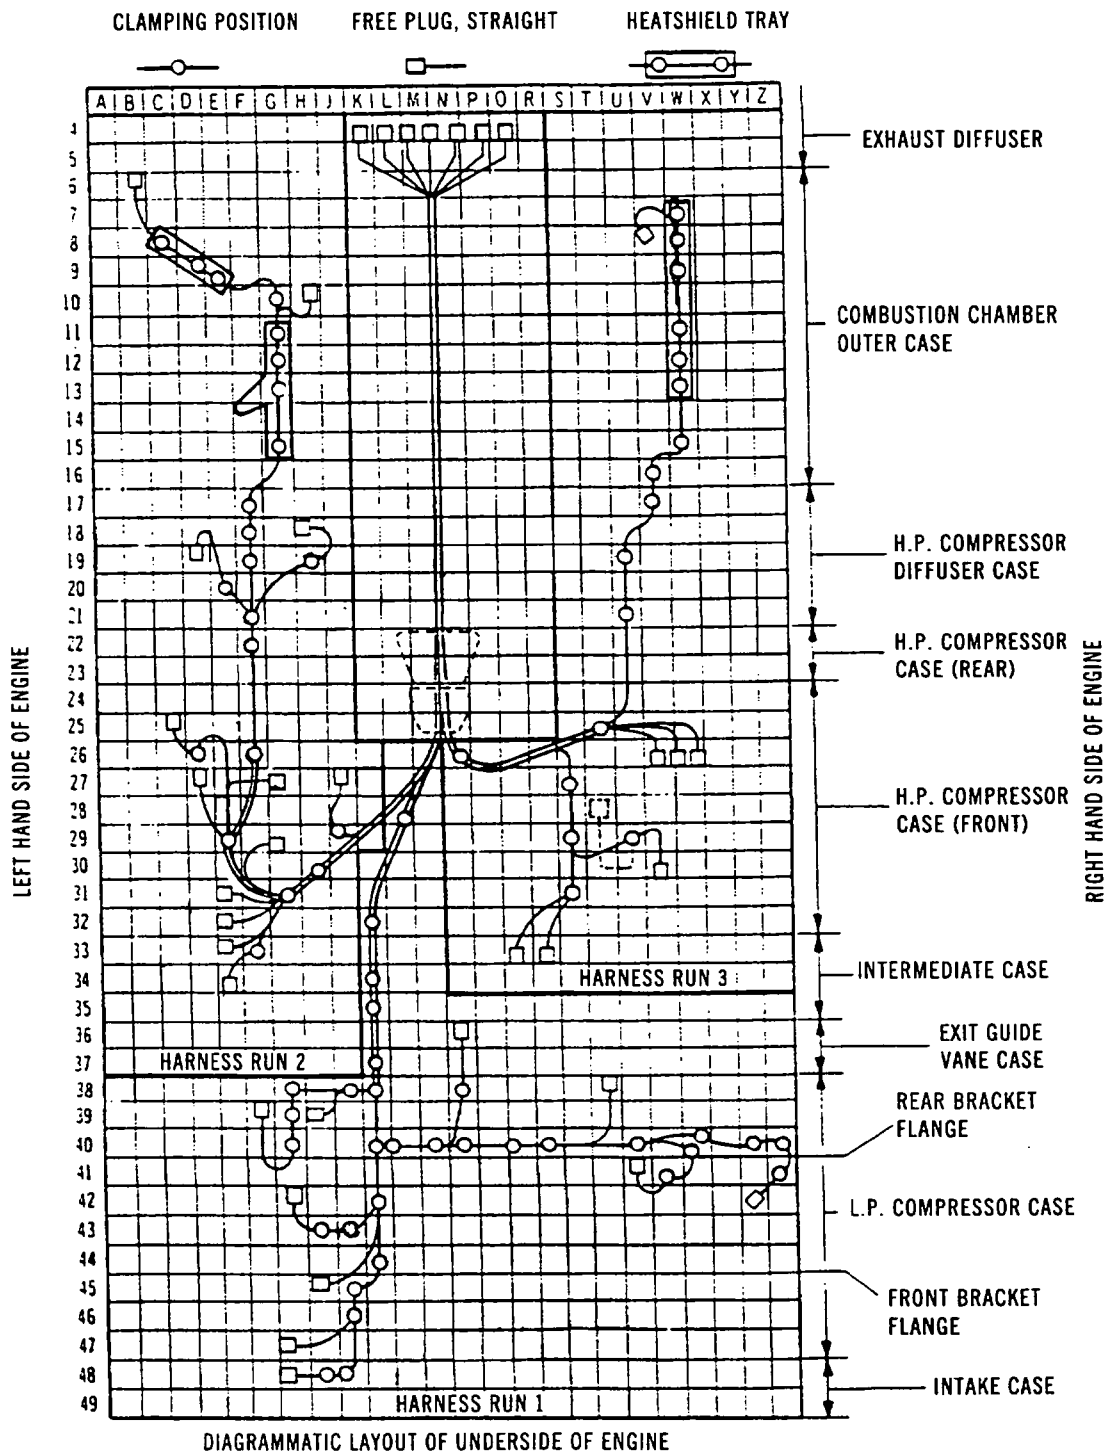 CLAMPING POSITION
FREE PLUG, STRAIGHT
HEATSHIELD TRAY
A B C D E F G H J K L M N P O R S T U V W X Y Z
4
5
6
7
8
9
10
11
12
13
14
15
16
17
18
19
20
21
22
23
24
25
26
27
28
29
30
31
32
33
34
35
36
37
38
39
40
41
42
43
44
45
46
47
48
49
EXHAUST DIFFUSER
COMBUSTION CHAMBER
OUTER CASE
H.P. COMPRESSOR
DIFFUSER CASE
H.P. COMPRESSOR
CASE (REAR)
H.P. COMPRESSOR
CASE (FRONT)
INTERMEDIATE CASE
EXIT GUIDE
VANE CASE
REAR BRACKET
FLANGE
L.P. COMPRESSOR CASE
FRONT BRACKET
FLANGE
INTAKE CASE
LEFT HAND SIDE OF ENGINE
RIGHT HAND SIDE OF ENGINE
HARNESS RUN 3
HARNESS RUN 2
HARNESS RUN 1
DIAGRAMMATIC LAYOUT OF UNDERSIDE OF ENGINE